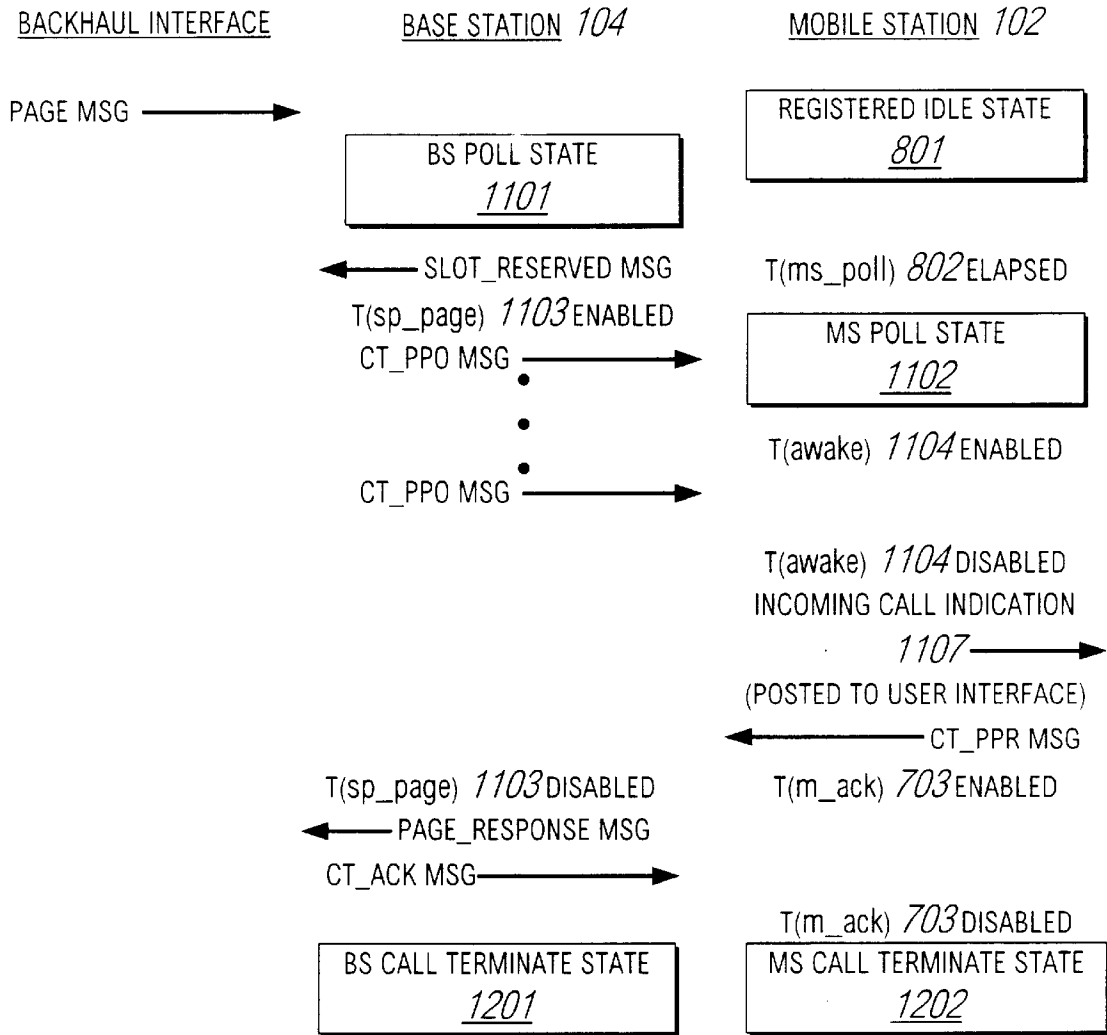 BACKHAUL INTERFACE
BASE STATION 104
MOBILE STATION 102
PAGE MSG
REGISTERED IDLE STATE
801
BS POLL STATE
1101
SLOT_RESERVED MSG
T(ms_poll) 802 ELAPSED
T(sp_page) 1103 ENABLED
MS POLL STATE
1102
CT_PPO MSG
T(awake) 1104 ENABLED
CT_PPO MSG
T(awake) 1104 DISABLED
INCOMING CALL INDICATION
1107
(POSTED TO USER INTERFACE)
CT_PPR MSG
T(sp_page) 1103 DISABLED
T(m_ack) 703 ENABLED
PAGE_RESPONSE MSG
CT_ACK MSG
T(m_ack) 703 DISABLED
BS CALL TERMINATE STATE
1201
MS CALL TERMINATE STATE
1202